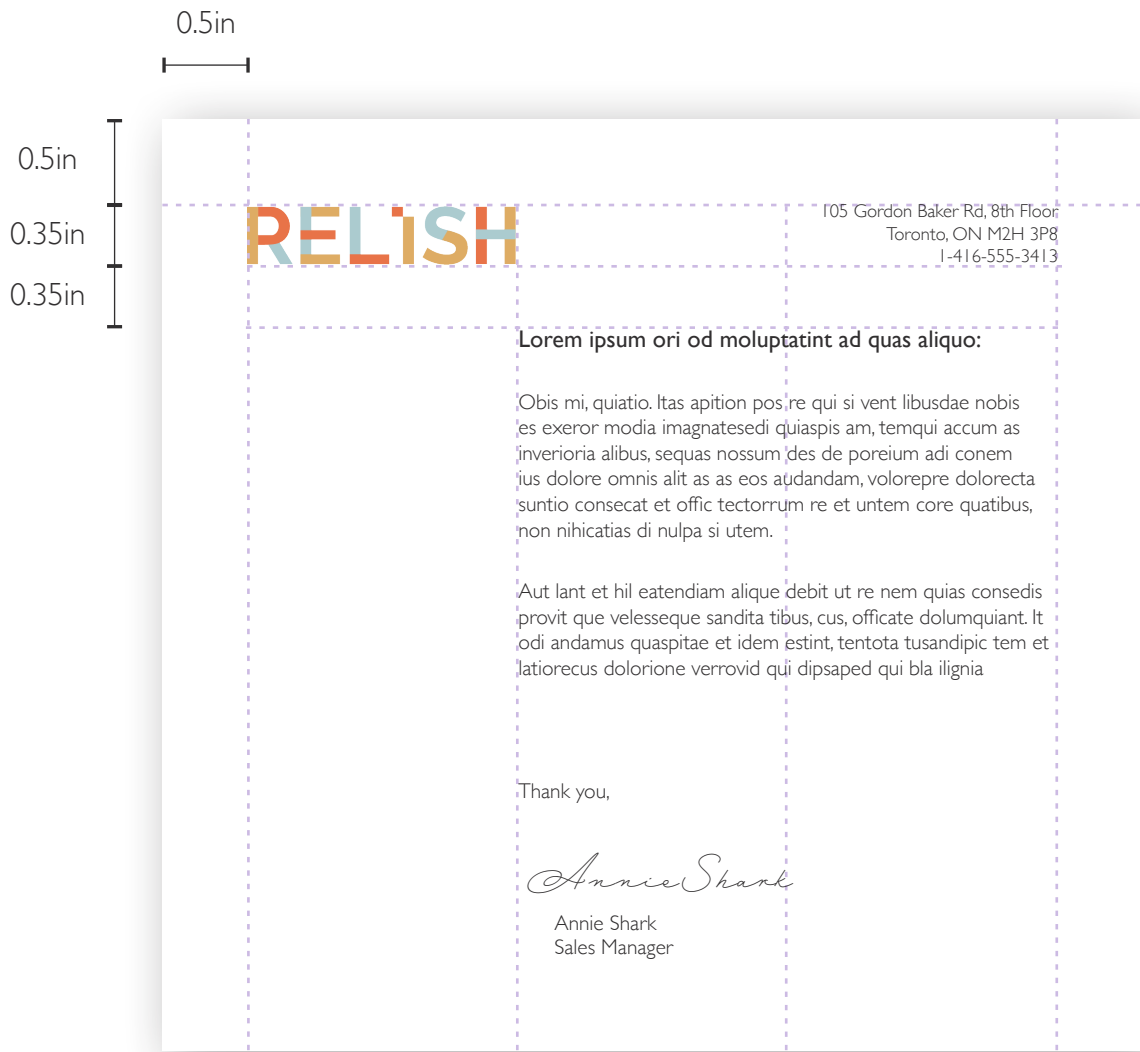 0.5in
0.5in
0.35in
0.35in
RELiSH
105 Gordon Baker Rd, 8th Floor
Toronto, ON M2H 3P8
1-416-555-3413
Lorem ipsum ori od moluptatint ad quas aliquo:
Obis mi, quiatio. Itas apition pos re qui si vent libusdae nobis
es exeror modia imagnatesedi quiaspis am, temqui accum as
inverioria alibus, sequas nossum des de poreium adi conem
ius dolore omnis alit as as eos audandam, volorepre dolorecta
suntio consecat et offic tectorrum re et untem core quatibus,
non nihicatias di nulpa si utem.
Aut lant et hil eatendiam alique debit ut re nem quias consedis
provit que velesseque sandita tibus, cus, officate dolumquiant. It
odi andamus quaspitae et idem estint, tentota tusandipic tem et
latiorecus dolorione verrovid qui dipsaped qui bla ilignia
Thank you,
Annie Shark
Annie Shark
Sales Manager